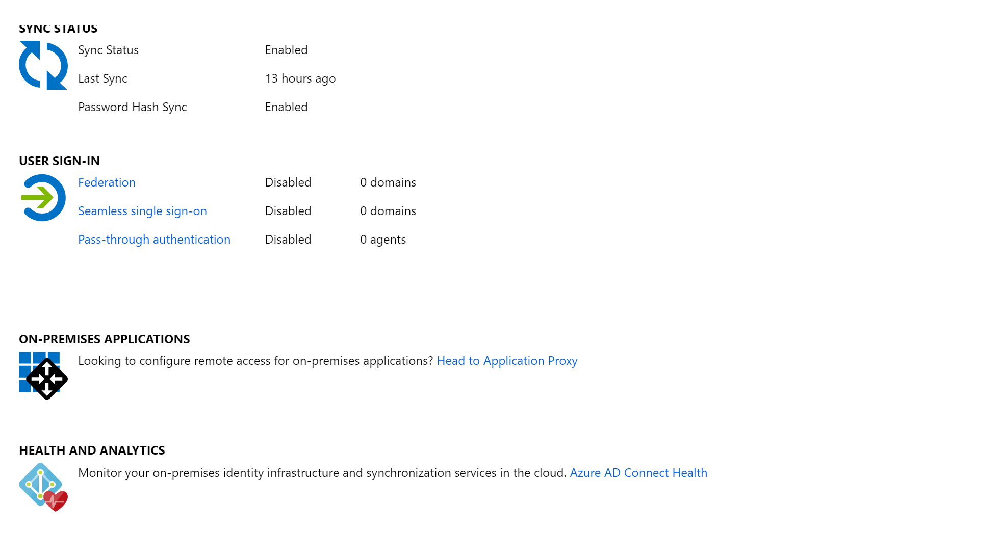 SYNC STATUS
Sync Status Enabled
Last Sync 13 hours ago
Password Hash Sync Enabled
USER SIGN-IN
Federation Disabled 0 domains
Seamless single sign-on Disabled 0 domains
Pass-through authentication Disabled 0 agents
ON-PREMISES APPLICATIONS
Looking to configure remote access for on-premises applications? Head to Application Proxy
HEALTH AND ANALYTICS
Monitor your on-premises identity infrastructure and synchronization services in the cloud. Azure AD Connect Health